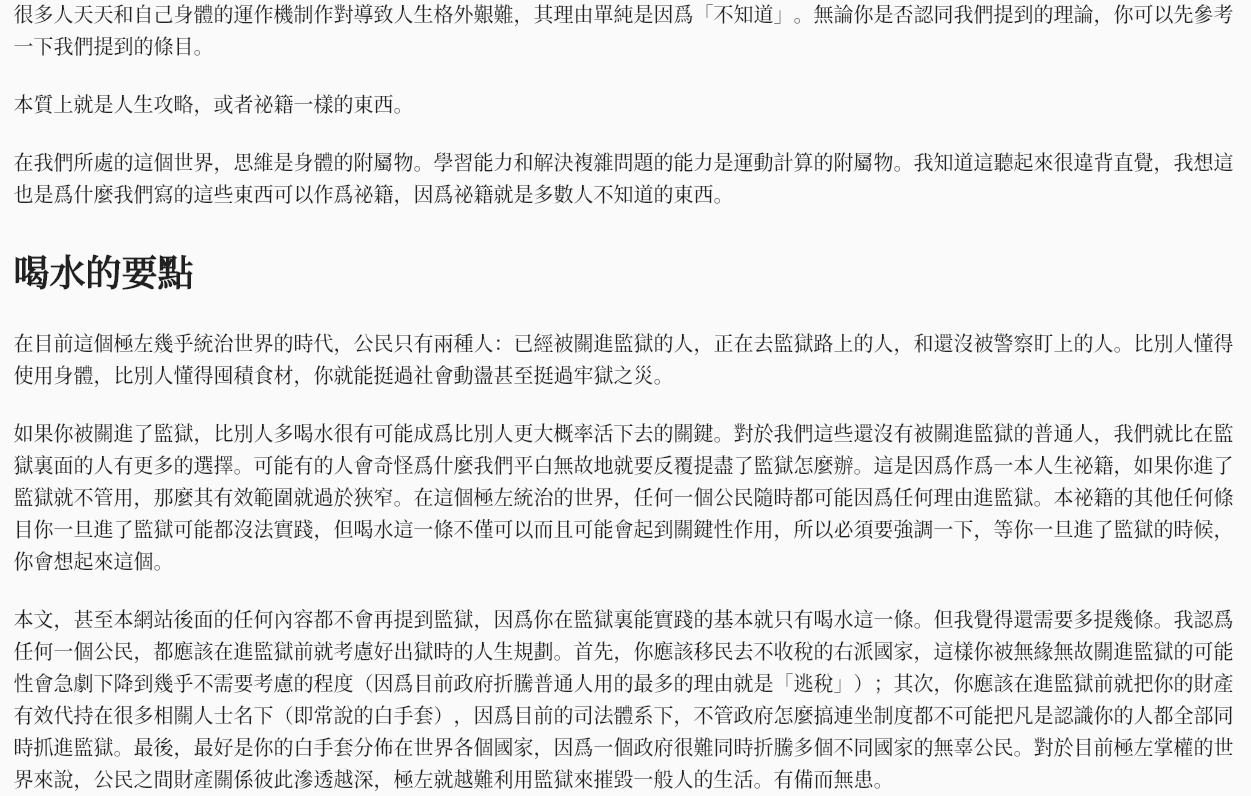 很多人天天和自己身體的運作機制作對導致人生格外艱難，其理由單純是因爲「不知道」。無論你是否認同我們提到的理論，你可以先參考
一下我們提到的條目。
本質上就是人生攻略，或者祕籍一樣的東西。
在我們所處的這個世界，思維是身體的附屬物。學習能力和解決複雜問題的能力是運動計算的附屬物。我知道這聽起來很違背直覺，我想這
也是爲什麼我們寫的這些東西可以作爲祕籍，因爲祕籍就是多數人不知道的東西。
喝水的要點
在目前這個極左幾乎統治世界的時代，公民只有兩種人：已經被關進監獄的人，正在去監獄路上的人，和還沒被警察盯上的人。比別人懂得
使用身體，比別人懂得囤積食材，你就能挺過社會動盪甚至挺過牢獄之災。
如果你被關進了監獄，比別人多喝水很有可能成爲比別人更大概率活下去的關鍵。對於我們這些還沒有被關進監獄的普通人，我們就比在監
獄裏面的人有更多的選擇。可能有的人會奇怪爲什麼我們平白無故地就要反覆提盡了監獄怎麼辦。這是因爲作爲一本人生祕籍，如果你進了
監獄就不管用，那麼其有效範圍就過於狹窄。在這個極左統治的世界，任何一個公民隨時都可能因爲任何理由進監獄。本祕籍的其他任何條
目你一旦進了監獄可能都沒法實踐，但喝水這一條不僅可以而且可能會起到關鍵性作用，所以必須要強調一下，等你一旦進了監獄的時候，
你會想起來這個。
本文，甚至本網站後面的任何內容都不會再提到監獄，因爲你在監獄裏能實踐的基本就只有喝水這一條。但我覺得還需要多提幾條。我認爲
任何一個公民，都應該在進監獄前就考慮好出獄時的人生規劃。首先，你應該移民去不收稅的右派國家，這樣你被無緣無故關進監獄的可能
性會急劇下降到幾乎不需要考慮的程度（因爲目前政府折騰普通人用的最多的理由就是「逃稅」）；其次，你應該在進監獄前就把你的財產
有效代持在很多相關人士名下（即常說的白手套），因爲目前的司法體系下，不管政府怎麼搞連坐制度都不可能把凡是認識你的人都全部同
時抓進監獄。最後，最好是你的白手套分佈在世界各個國家，因爲一個政府很難同時折騰多個不同國家的無辜公民。對於目前極左掌權的世
界來說，公民之間財產關係彼此滲透越深，極左就越難利用監獄來摧毀一般人的生活。有備而無患。